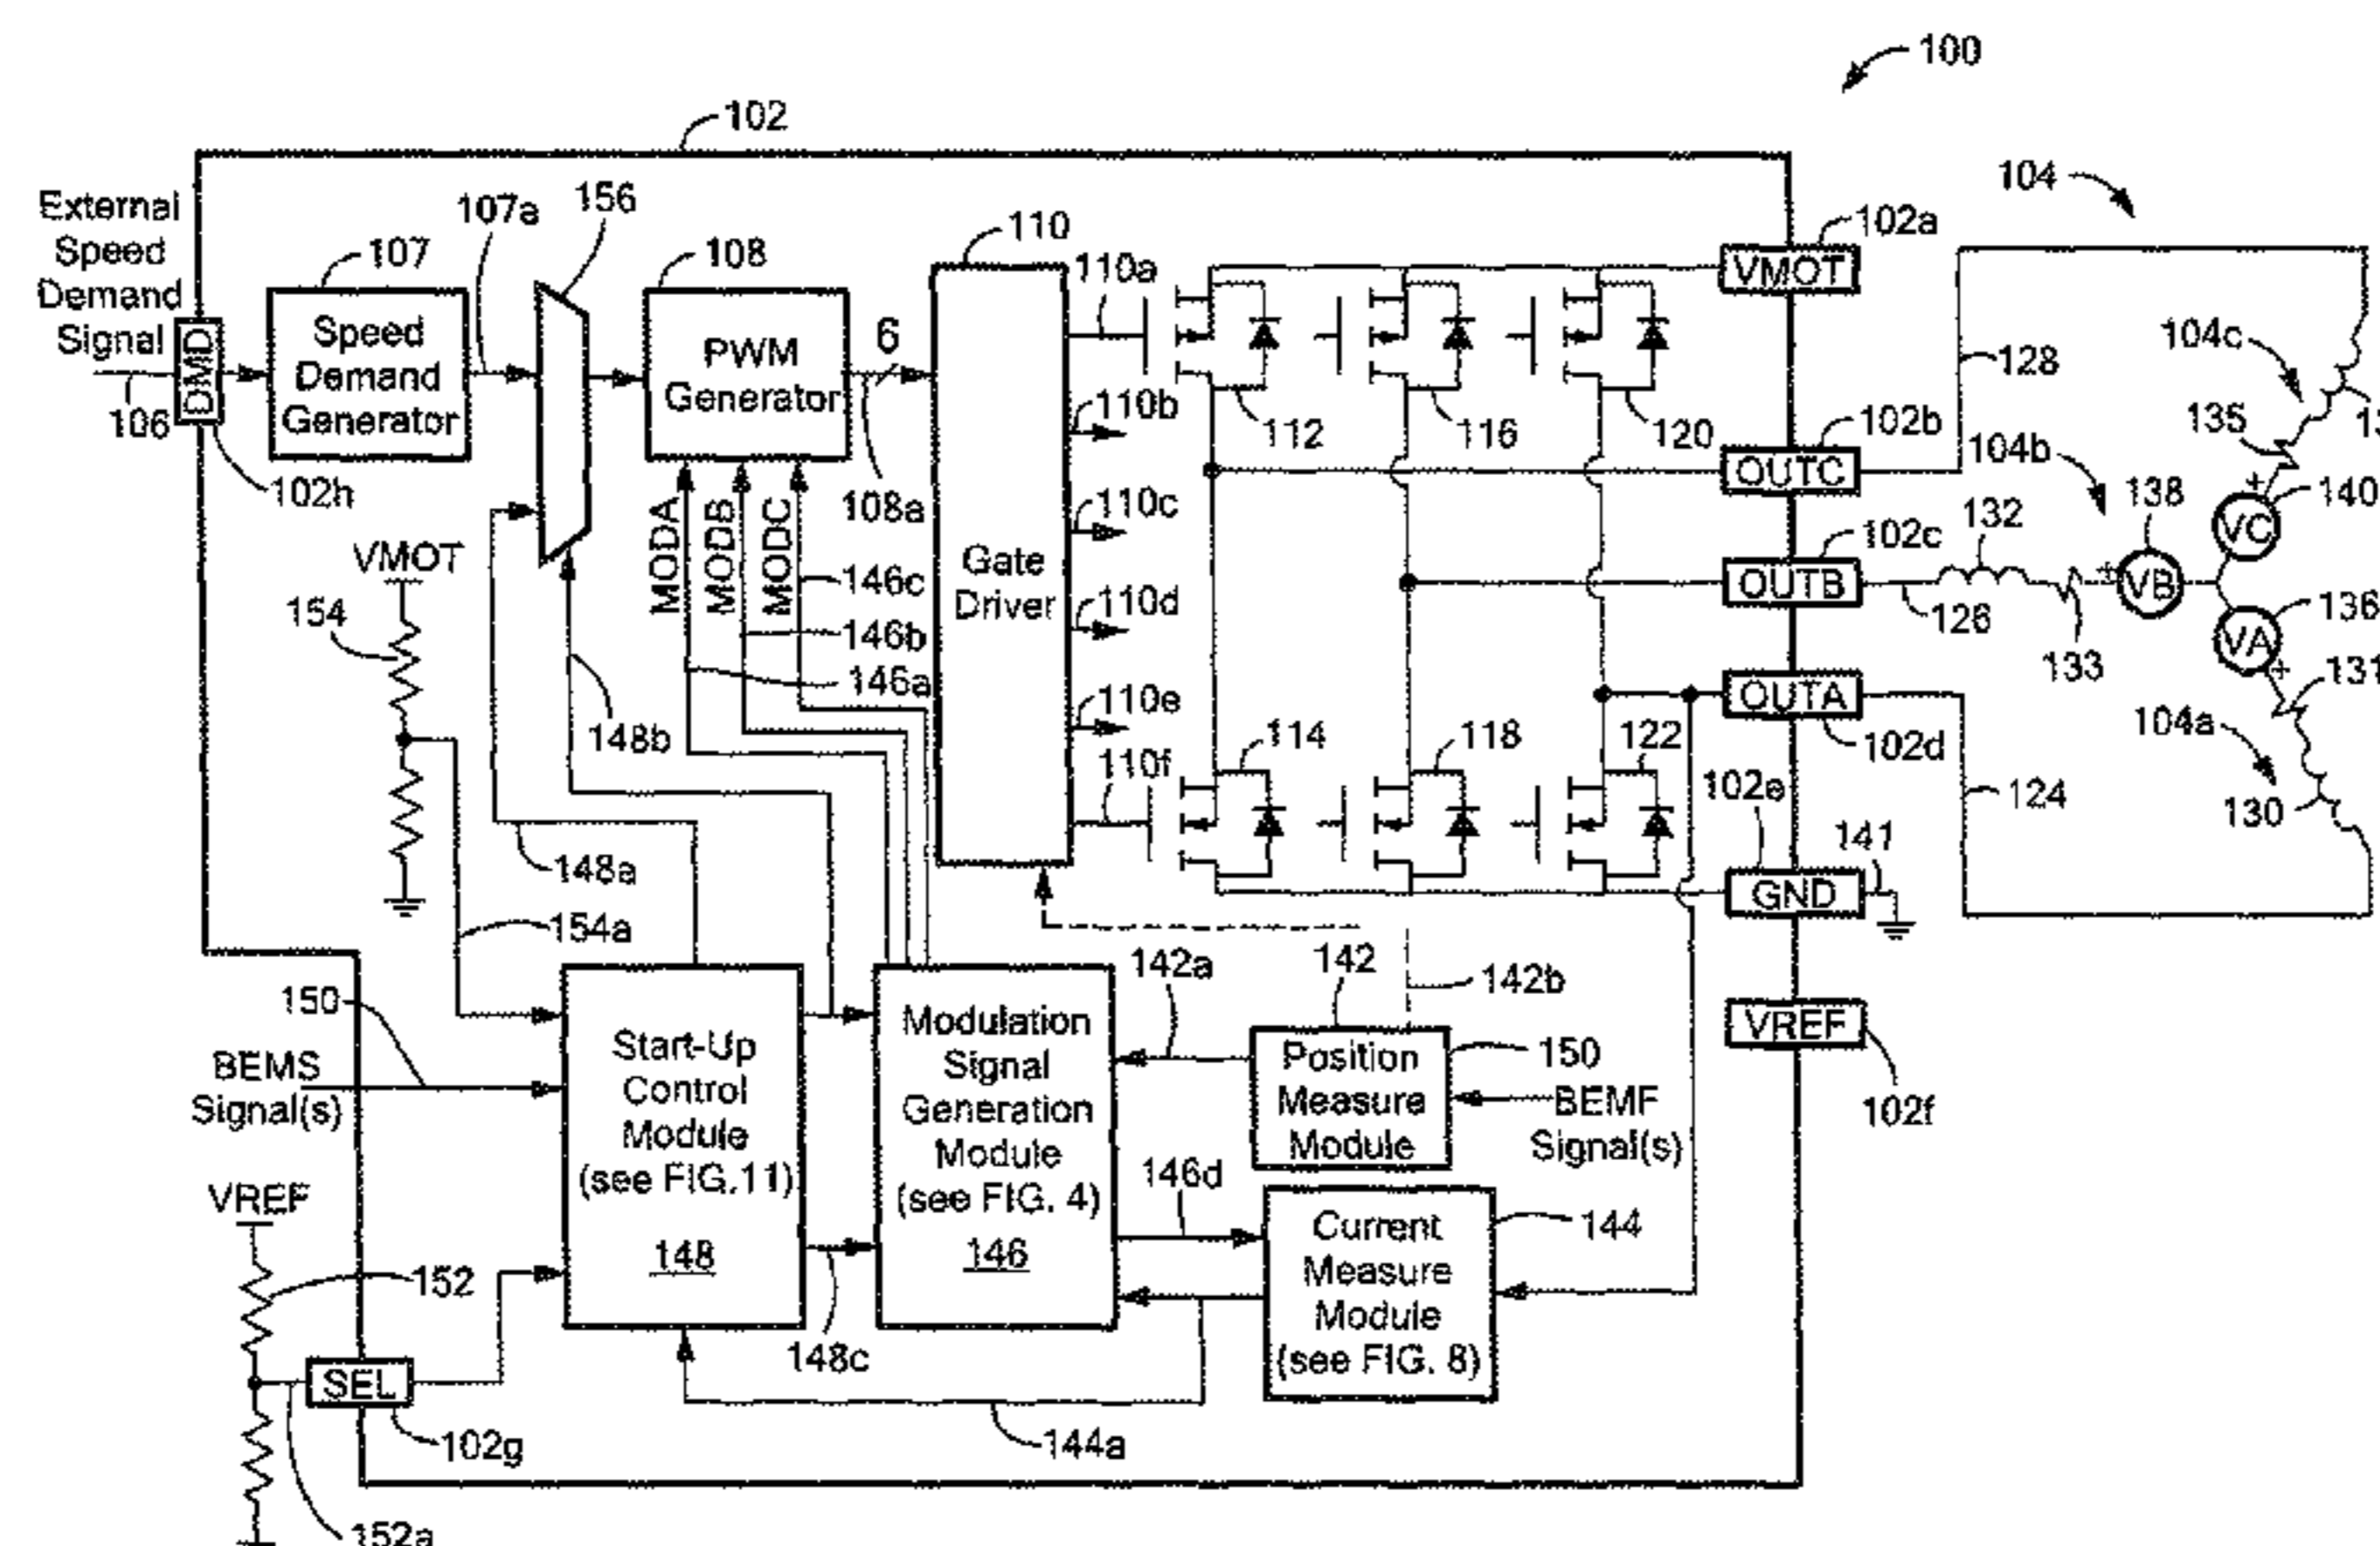 100
102
External
Speed
Demand
Signal
106
DMD
102h
107
Speed
Demand
Generator
107a
156
108
PWM
Generator
6
108a
110
Gate
Driver
110a
110b
110c
110d
110e
110f
112
116
120
114
118
122
VMOT
102a
102b
OUTC
102c
OUTB
OUTA
102d
102e
GND
141
VREF
102f
104
128
104c
135
104b
138
140
VC
132
VB
126
133
136
VA
131
104a
130
124
MODA
MODB
MODC
146c
146b
146a
VMOT
154
148b
148a
154a
150
BEMS
Signal(s)
Start-Up
Control
Module
(see FIG.11)
148
Modulation
Signal
Generation
Module
(see FIG. 4)
146
142a
142
142b
Position
Measure
Module
150
BEMF
Signal(s)
146d
Current
Measure
Module
(see FIG. 8)
144
148c
144a
VREF
152
SEL
102g
152a